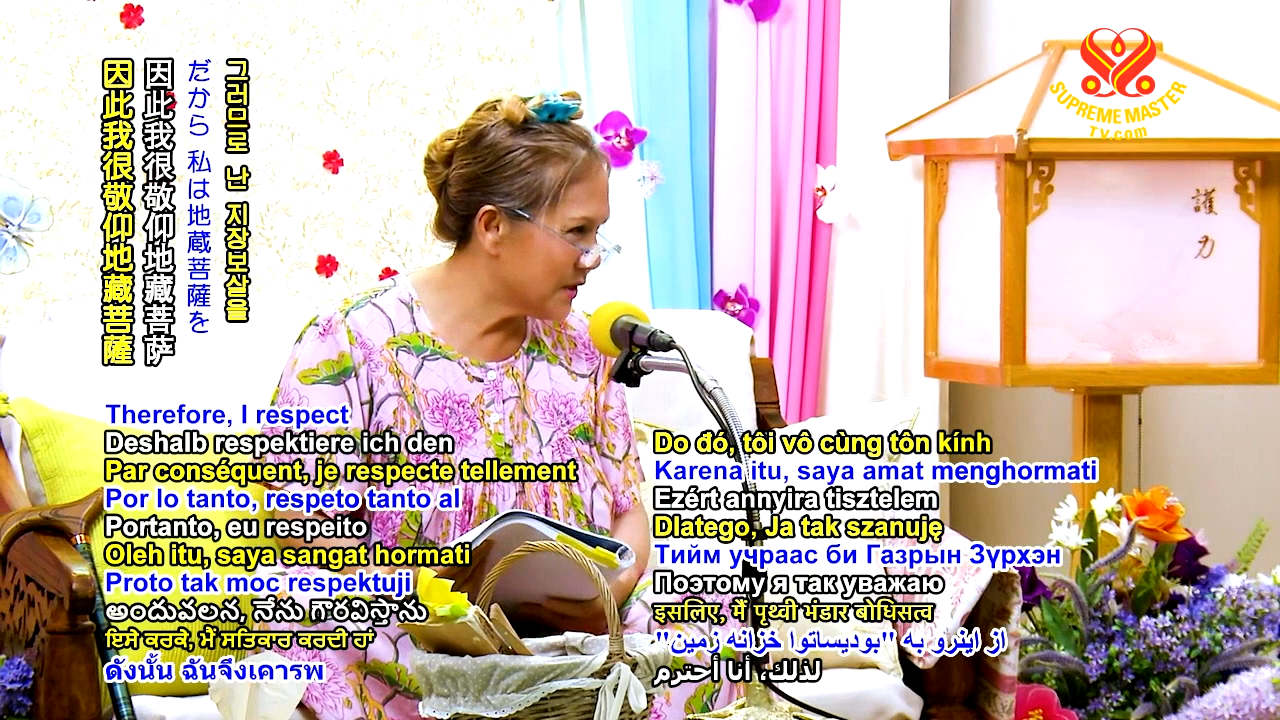 因此我很敬仰地藏菩薩
因此我很敬仰地藏菩萨
だから 私は地蔵菩薩を
그러므로 난 지장보살을
SUPREME MASTER
TV.com
護力
Therefore, I respect
Deshalb respektiere ich den
Par conséquent, je respecte tellement
Por lo tanto, respeto tanto al
Portanto, eu respeito
Oleh itu, saya sangat hormati
Proto tak moc respektuji
అందువలన, నేను గౌరవిస్తాను
ਇਸੇ ਕਰਕੇ, ਮੈਂ ਸਤਿਕਾਰ ਕਰਦੀ ਹਾਂ
ดังนั้น ฉันจึงเคารพ
Do đó, tôi vô cùng tôn kính
Karena itu, saya amat menghormati
Ezért annyira tisztelem
Dlatego, Ja tak szanuję
Тийм учраас би Газрын Зүрхэн
Поэтому я так уважаю
इसलिए, मैं पृथ्वी भंडार बोधिसत्व
از اینرو به "بودیساتوا خزانه زمین"
لذلك، أنا أحترم